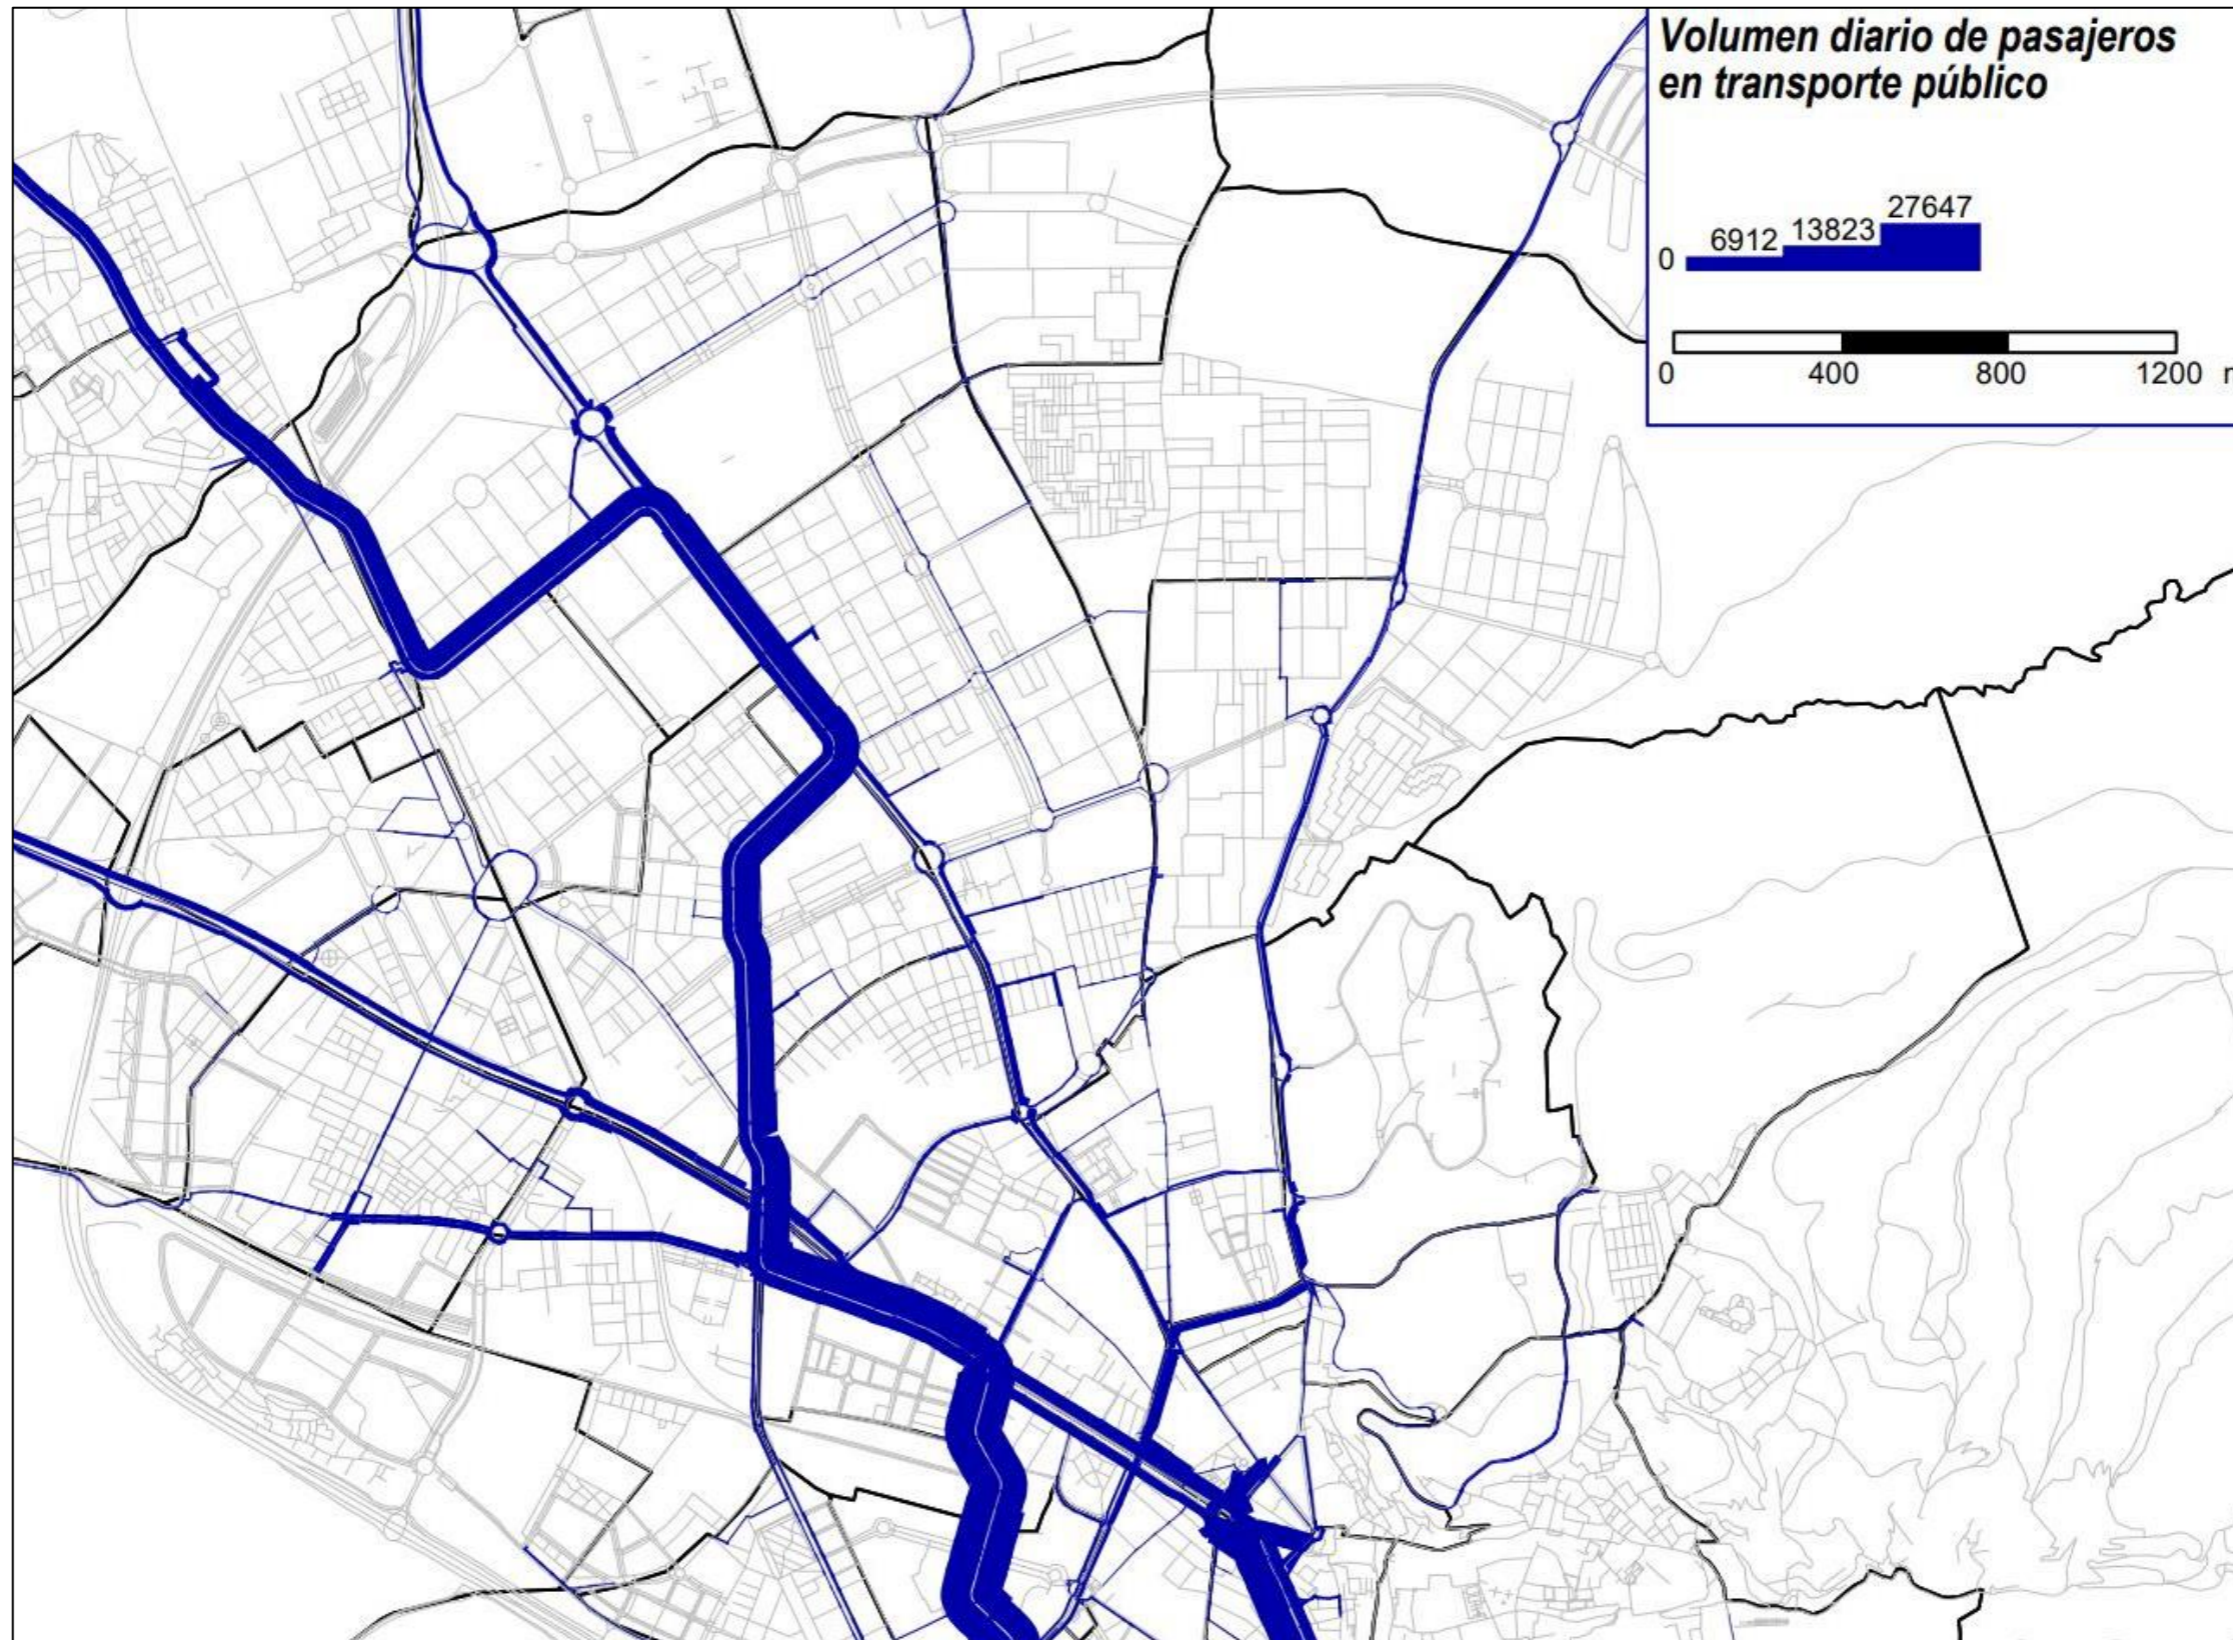 Volumen diario de pasajeros
en transporte público
0 6912 13823 27647
0 400 800 1200